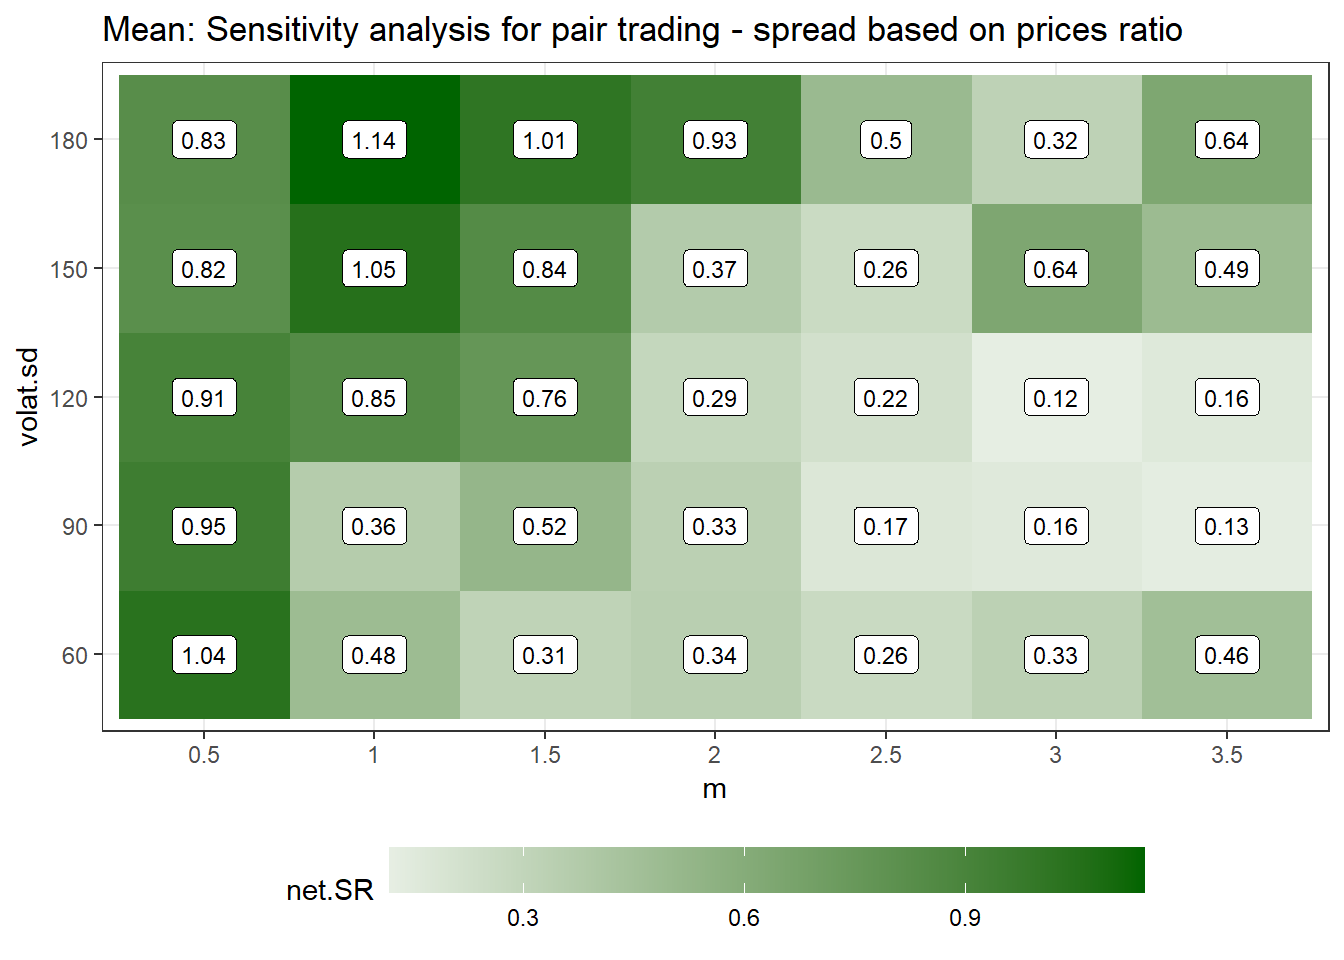 Mean: Sensitivity analysis for pair trading - spread based on prices ratio
180 0.83 1.14 1.01 0.93 0.5 0.32 0.64
150 0.82 1.05 0.84 0.37 0.26 0.64 0.49
volat.sd
120 0.91 0.85 0.76 0.29 0.22 0.12 0.16
90 0.95 0.36 0.52 0.33 0.17 0.16 0.13
60 1.04 0.48 0.31 0.34 0.26 0.33 0.46
0.5 1 1.5 2 2.5 3 3.5
m
net.SR
0.3 0.6 0.9